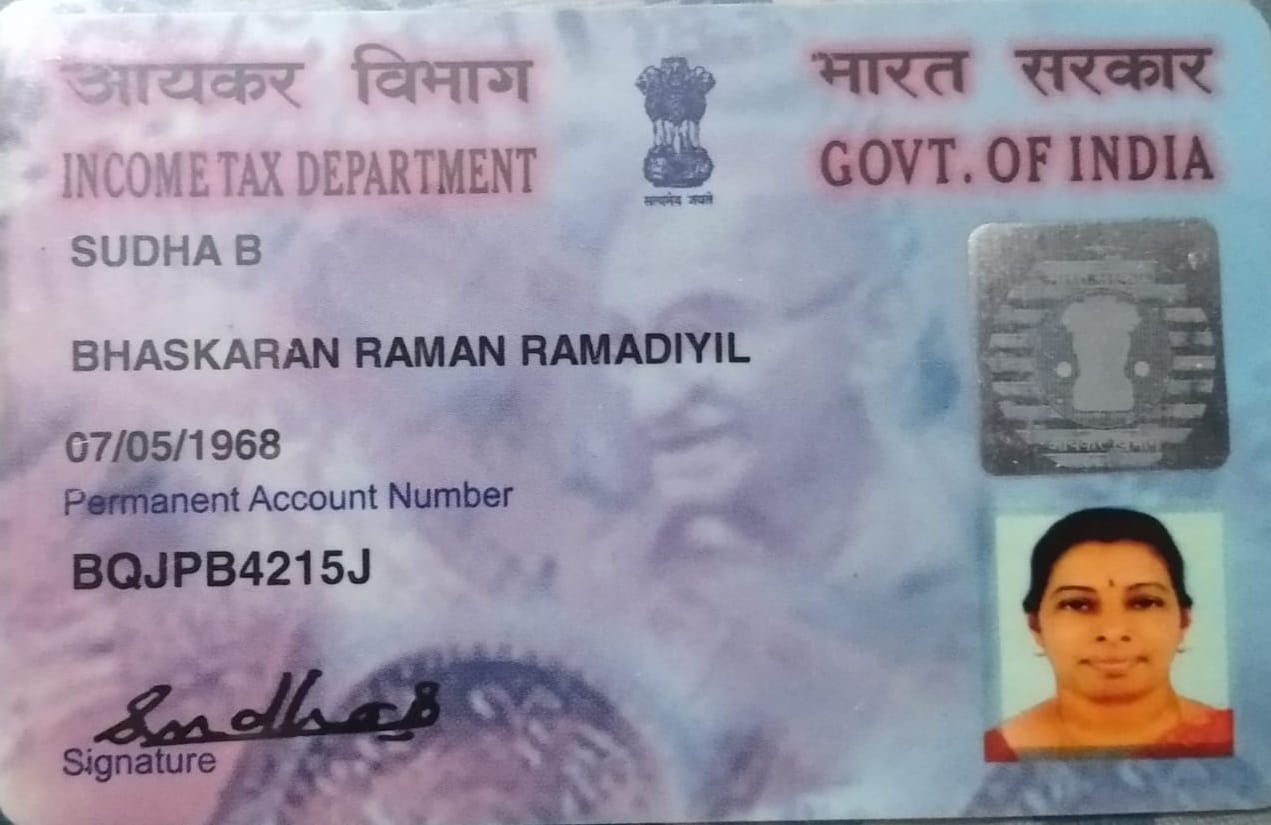 आयकर विभाग
INCOME TAX DEPARTMENT
सत्यमेव जयते
भारत सरकार
GOVT. OF INDIA
SUDHA B
BHASKARAN RAMAN RAMADIYIL
07/05/1968
Permanent Account Number
BQJPB4215J
Sudha B
Signature